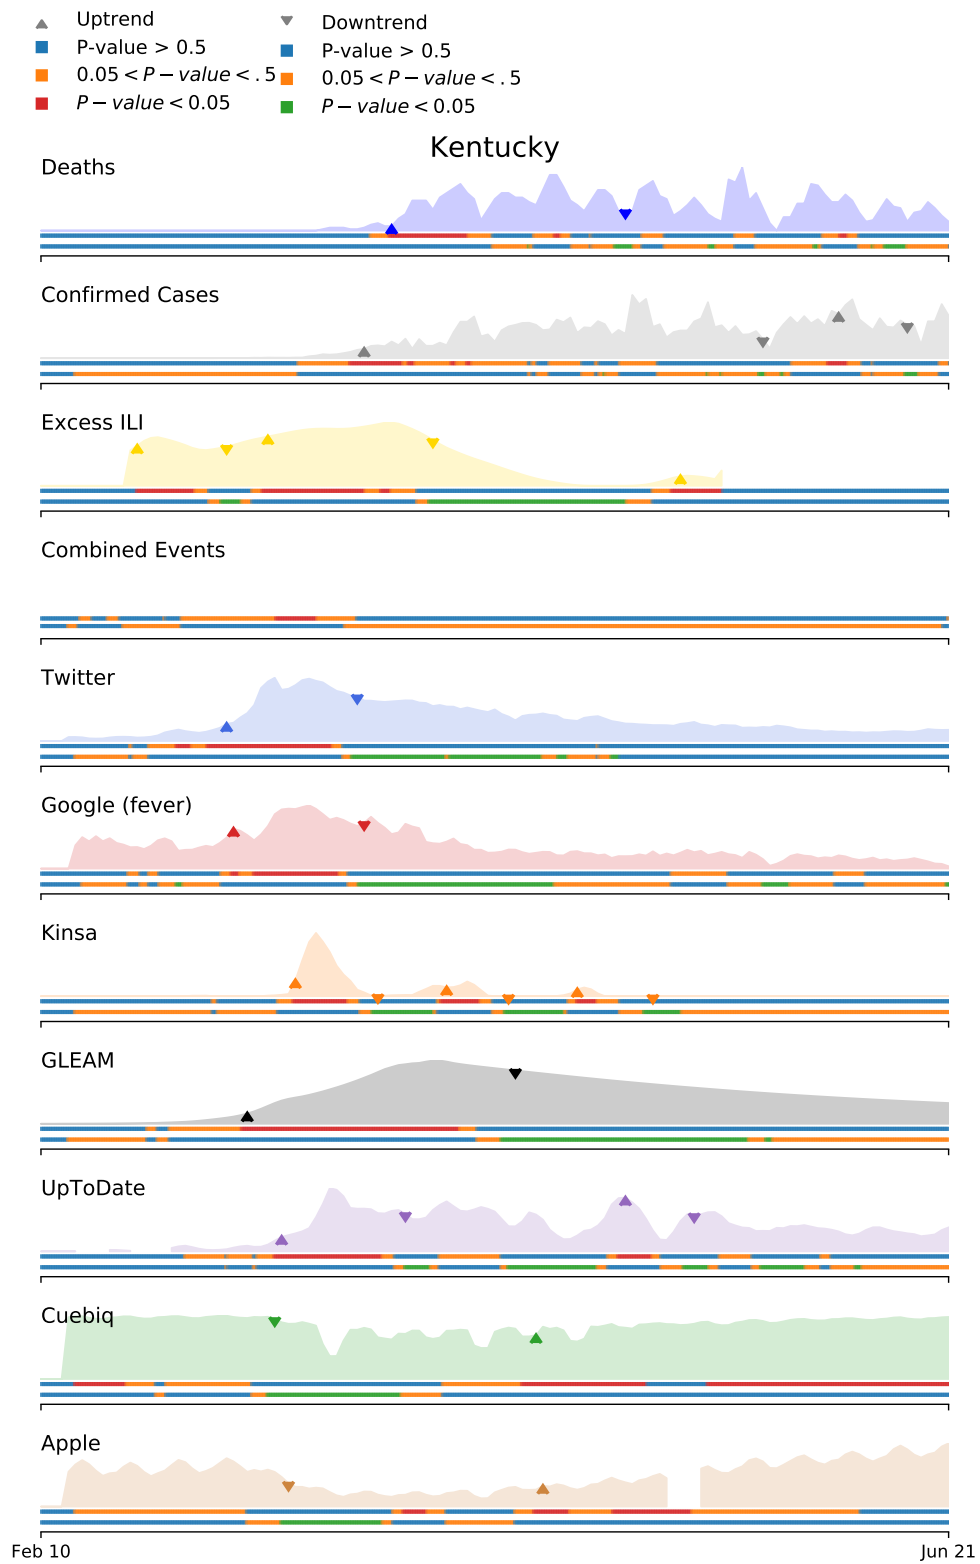 Uptrend
P-value > 0.5
0.05 < P − value < .5
P − value < 0.05
Downtrend
P-value > 0.5
0.05 < P − value < .5
P − value < 0.05
Kentucky
Deaths
Confirmed Cases
Excess ILI
Combined Events
Twitter
Google (fever)
Kinsa
GLEAM
UpToDate
Cuebiq
Apple
Feb 10
Jun 21